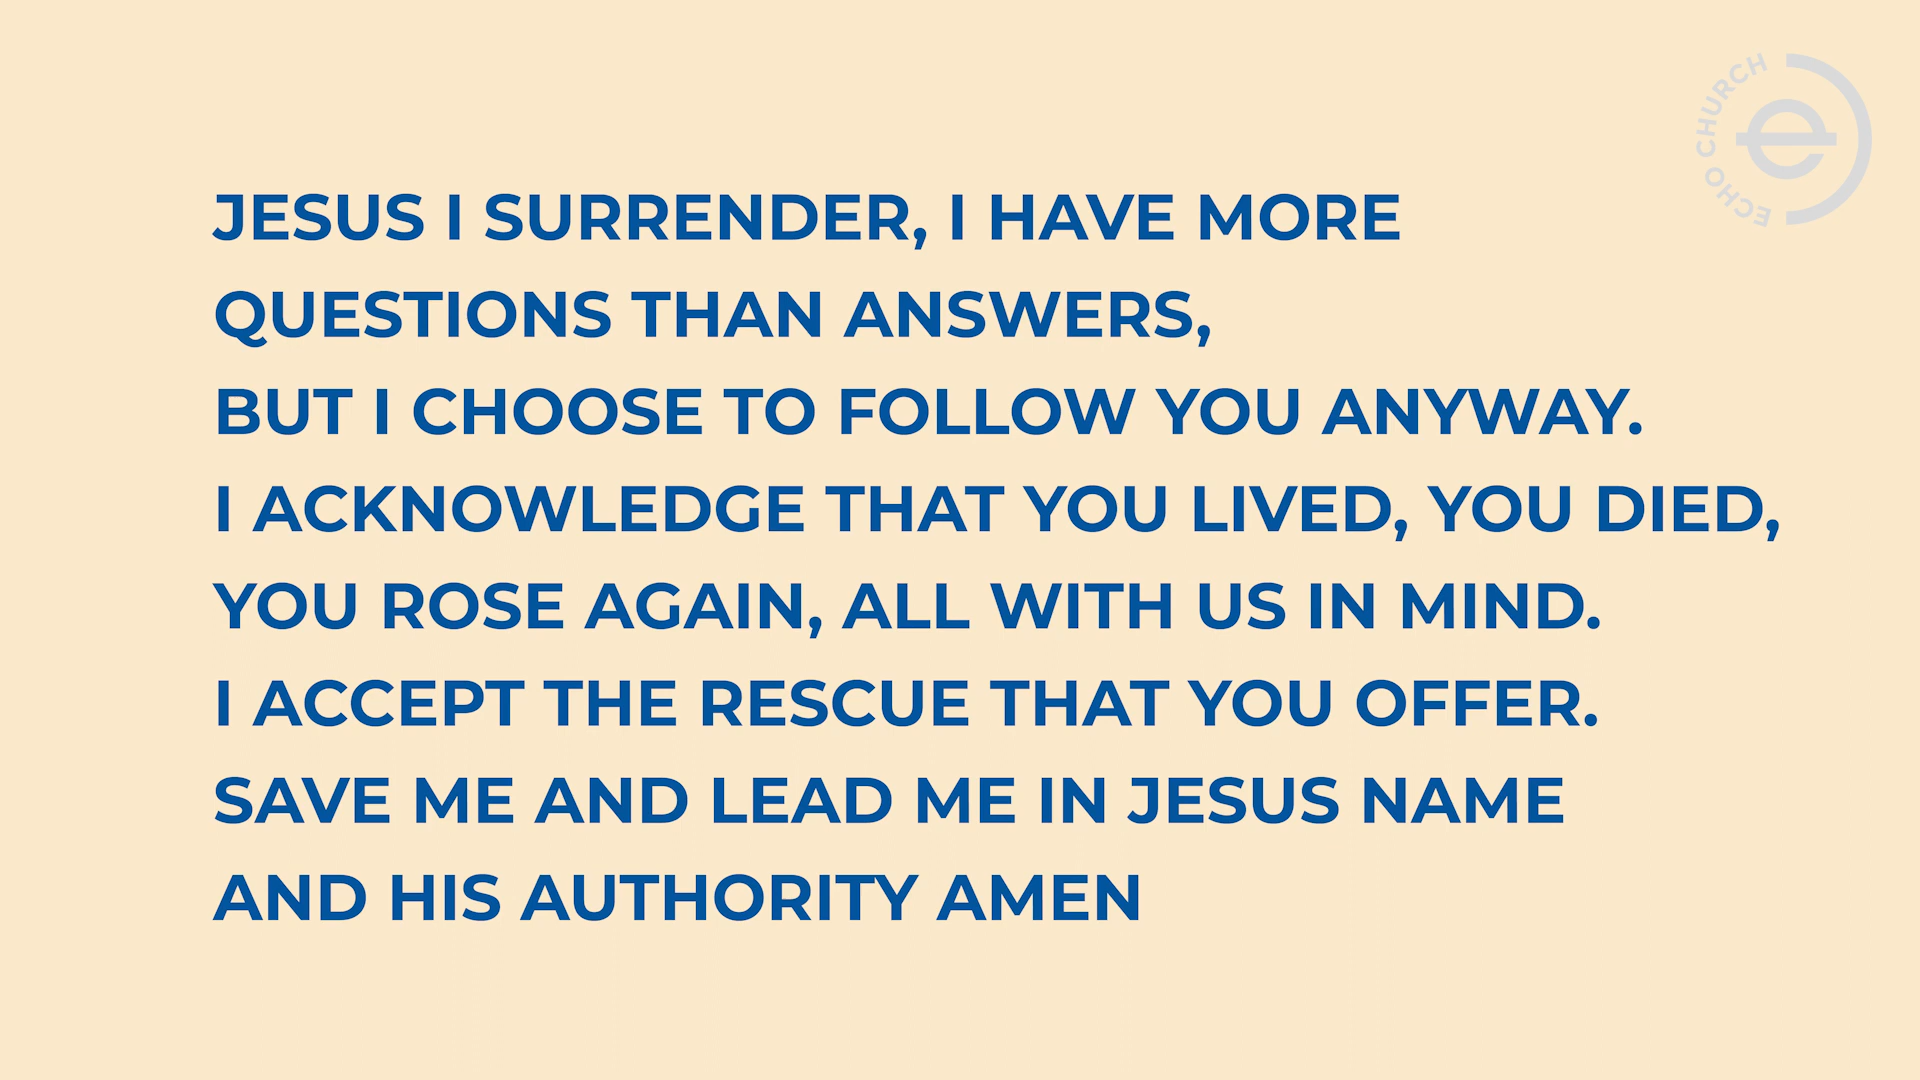 ECHO CHURCH
e
JESUS I SURRENDER, I HAVE MORE
QUESTIONS THAN ANSWERS,
BUT I CHOOSE TO FOLLOW YOU ANYWAY.
I ACKNOWLEDGE THAT YOU LIVED, YOU DIED,
YOU ROSE AGAIN, ALL WITH US IN MIND.
I ACCEPT THE RESCUE THAT YOU OFFER.
SAVE ME AND LEAD ME IN JESUS NAME
AND HIS AUTHORITY AMEN